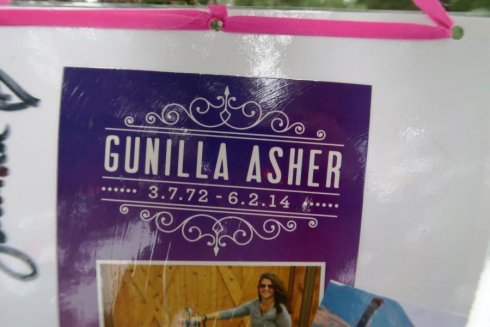 GUNILLA ASHER
3.7.72 - 6.2.14